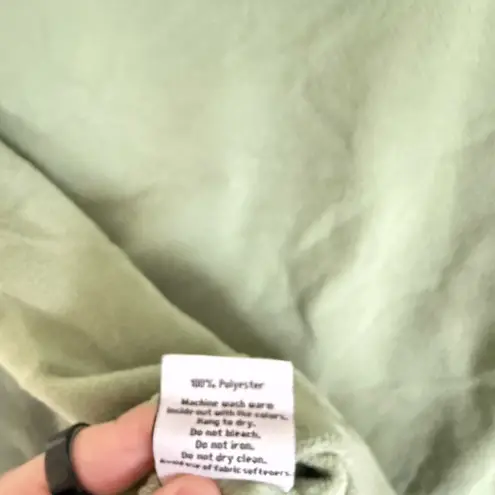 100% Polyester
Machine wash warm
inside out with like colors.
Hang to dry.
Do not bleach.
Do not iron.
Do not dry clean.
Avoid use of fabric softeners.